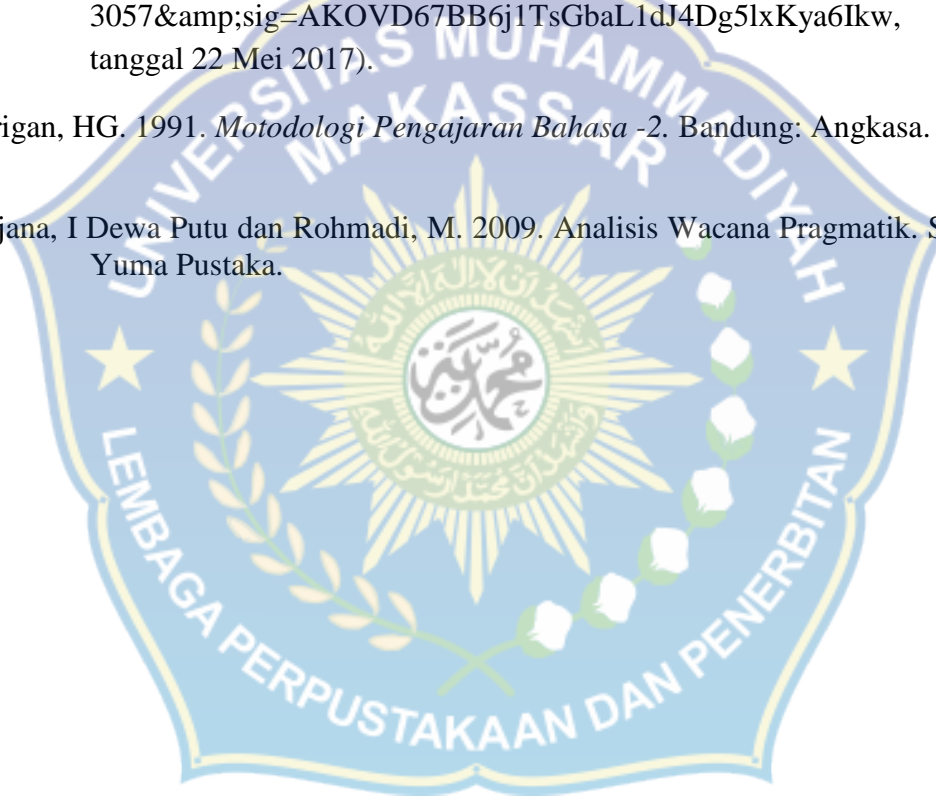 3057&amp;sig=AKOVD67BB6j1TsGbaL1dJ4Dg5lxKya6Ikw,
tanggal 22 Mei 2017).
rigan, HG. 1991. Motodologi Pengajaran Bahasa -2. Bandung: Angkasa.
jana, I Dewa Putu dan Rohmadi, M. 2009. Analisis Wacana Pragmatik. S
Yuma Pustaka.
UNIVERSITAS MUHAMMADIYAH
MAKASSAR
LEMBAGA PERPUSTAKAAN DAN PENERBITAN